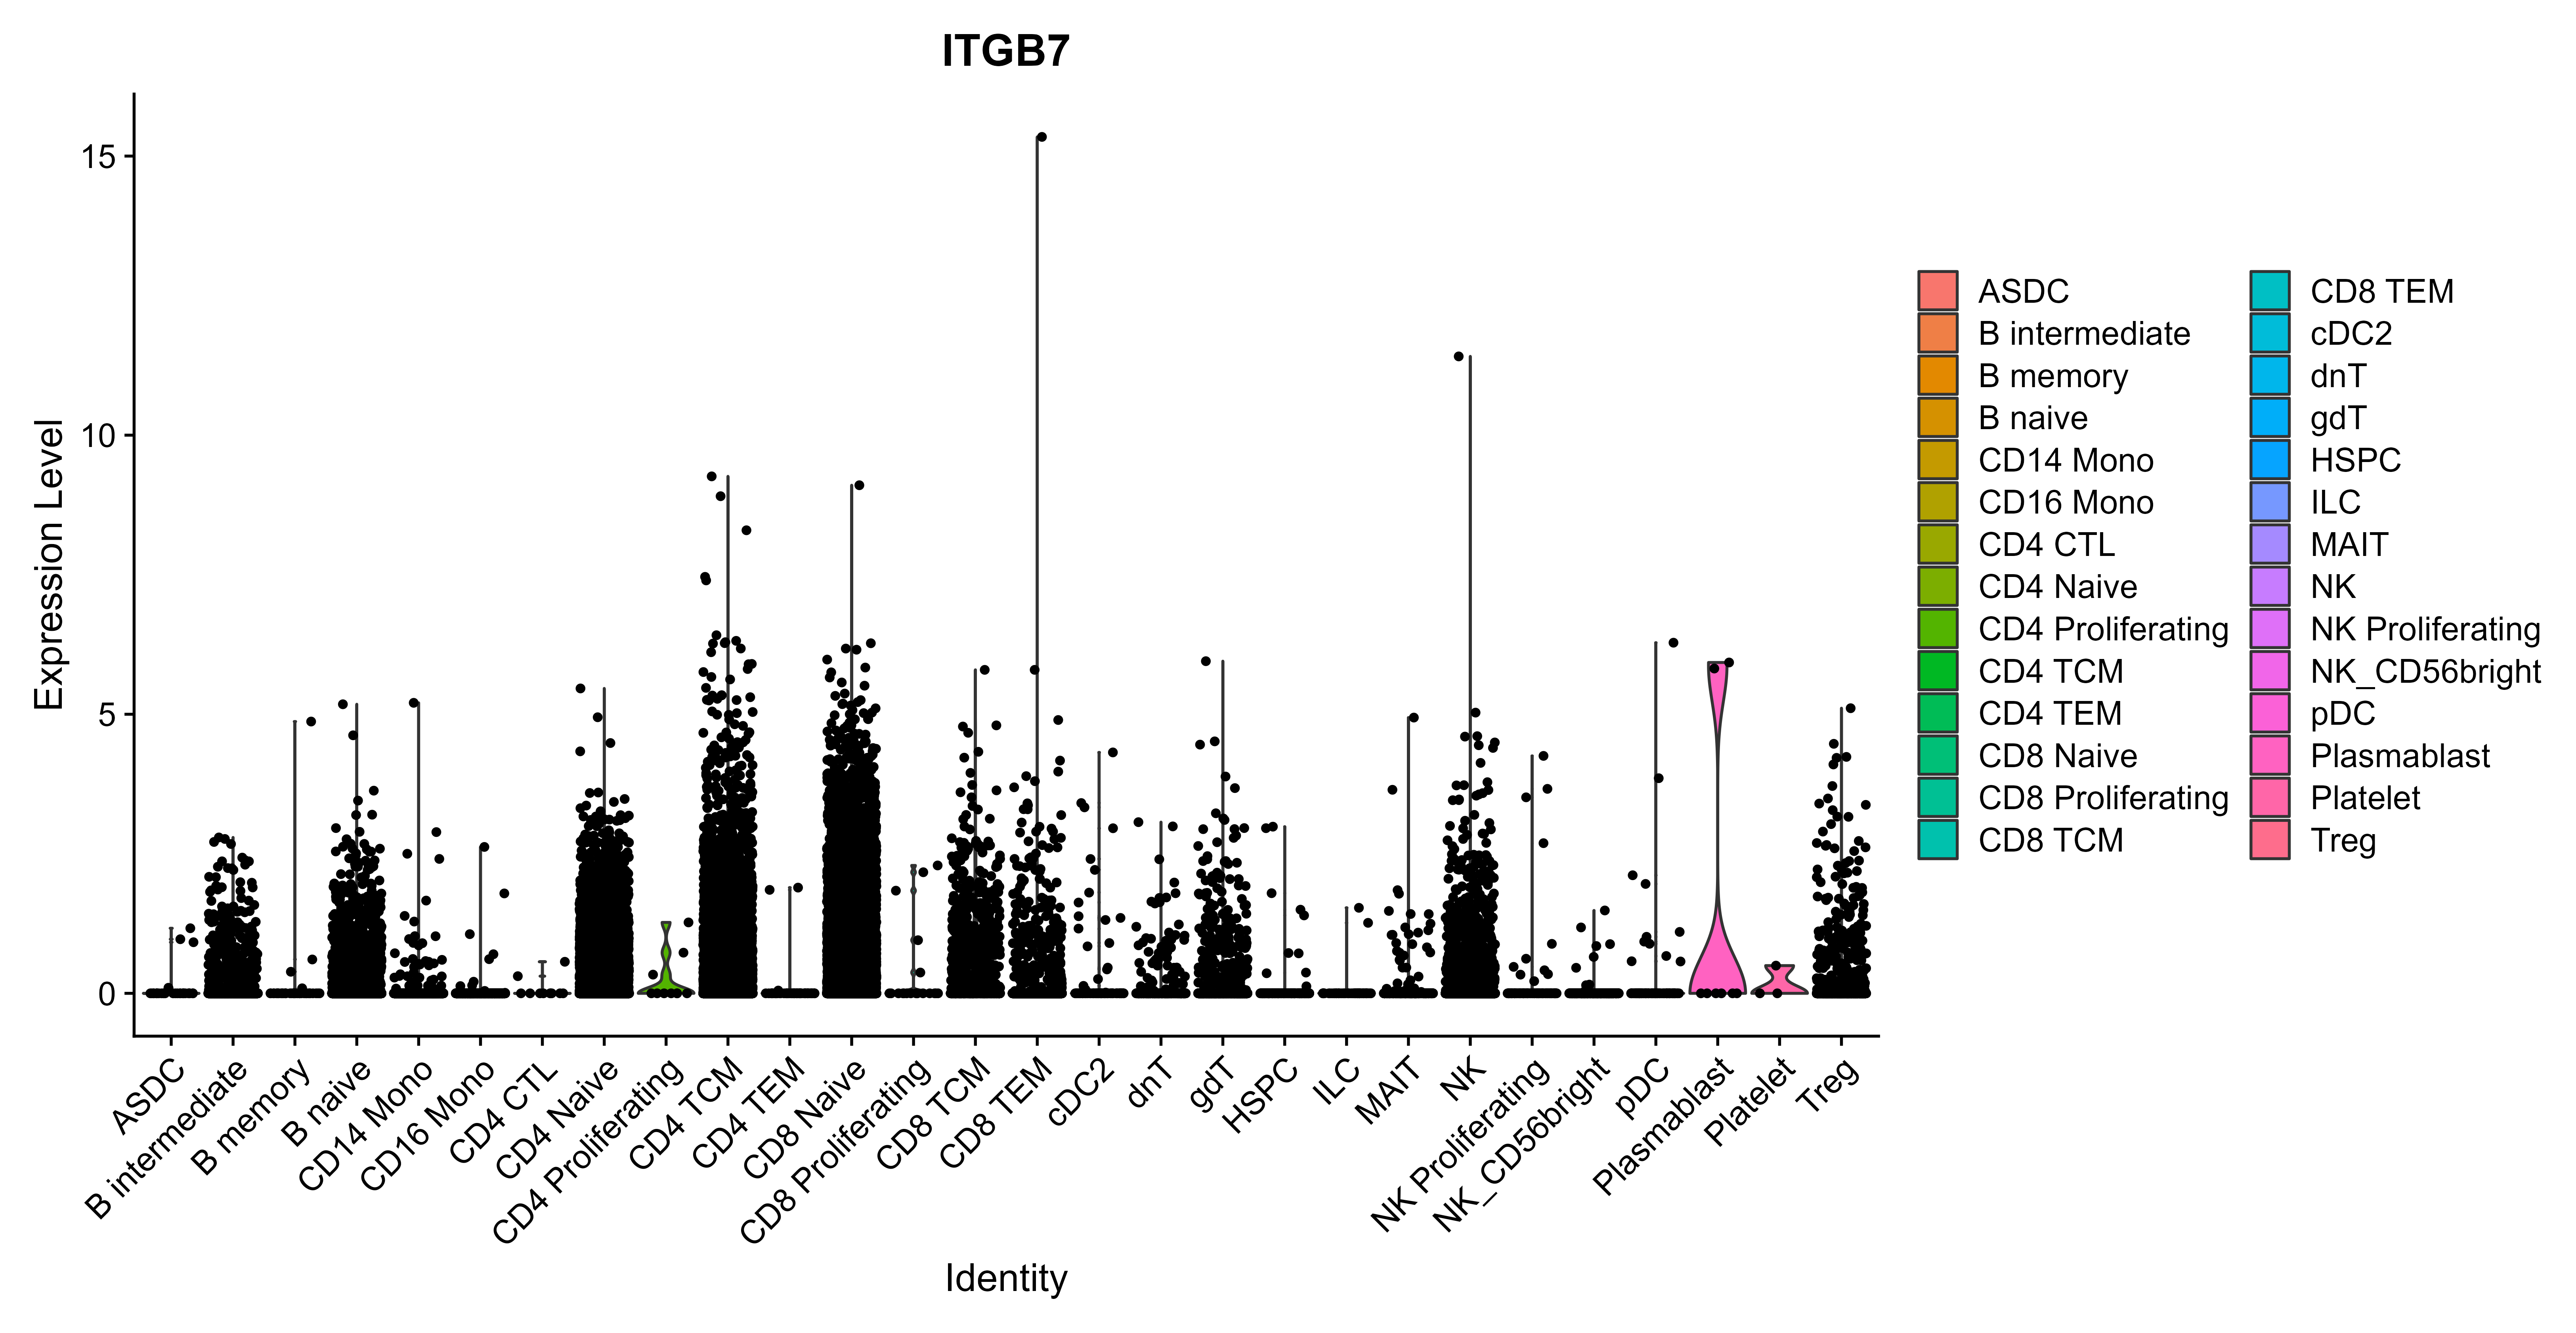 ITGB7
Expression Level
15
10
5
0
ASDC
B intermediate
B memory
B naive
CD14 Mono
CD16 Mono
CD4 CTL
CD4 Naive
CD4 Proliferating
CD4 TCM
CD4 TEM
CD8 Naive
CD8 Proliferating
CD8 TCM
CD8 TEM
cDC2
dnT
gdT
HSPC
ILC
MAIT
NK
NK Proliferating
NK_CD56bright
pDC
Plasmablast
Platelet
Treg
Identity
ASDC
B intermediate
B memory
B naive
CD14 Mono
CD16 Mono
CD4 CTL
CD4 Naive
CD4 Proliferating
CD4 TCM
CD4 TEM
CD8 Naive
CD8 Proliferating
CD8 TCM
CD8 TEM
cDC2
dnT
gdT
HSPC
ILC
MAIT
NK
NK Proliferating
NK_CD56bright
pDC
Plasmablast
Platelet
Treg